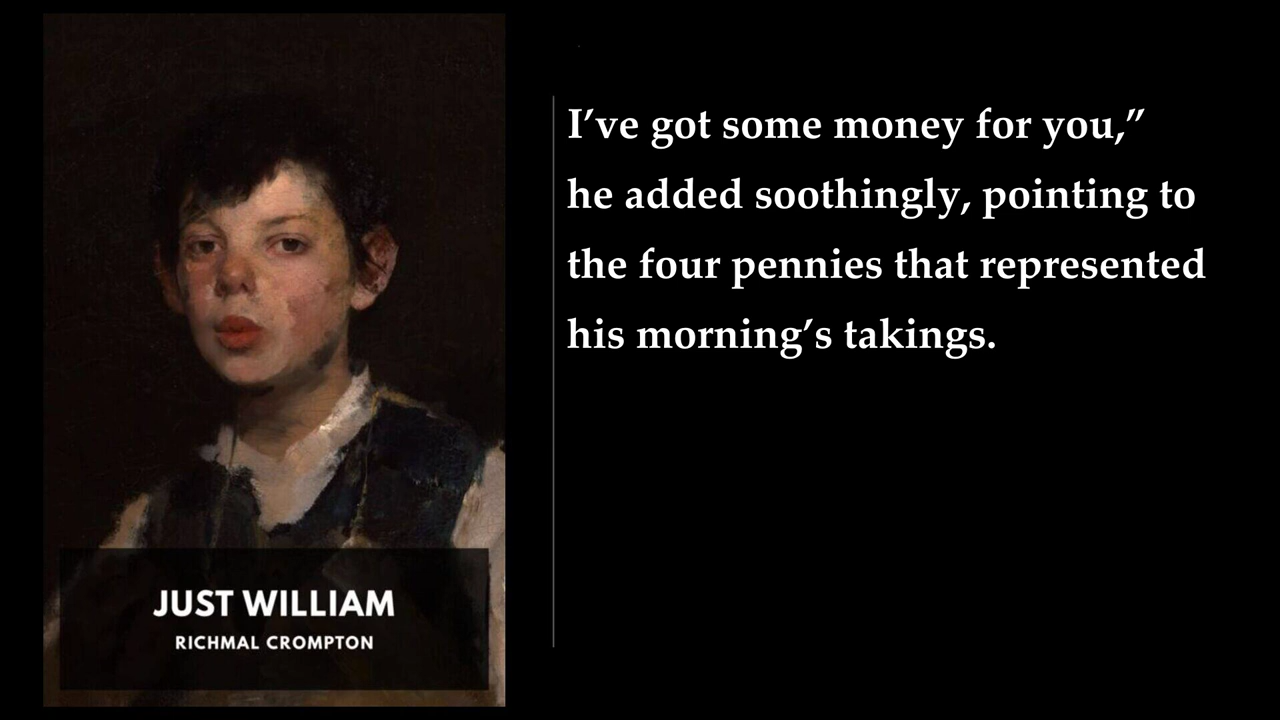 I’ve got some money for you,”
he added soothingly, pointing to
the four pennies that represented
his morning’s takings.
JUST WILLIAM
RICHMAL CROMPTON